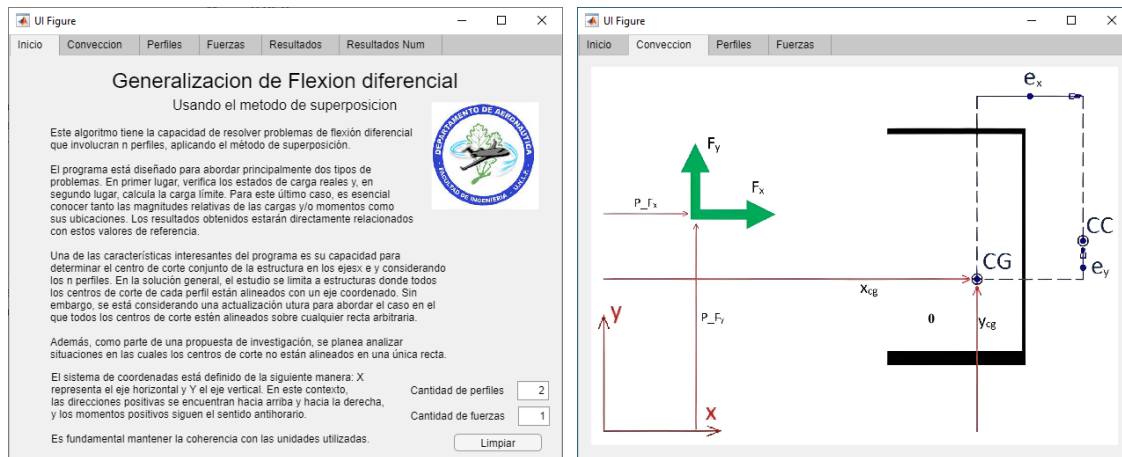 UI Figure
Inicio Conveccion Perfiles Fuerzas Resultados Resultados Num
Generalizacion de Flexion diferencial
Usando el metodo de superposicion
Este algoritmo tiene la capacidad de resolver problemas de flexión diferencial
que involucran n perfiles, aplicando el método de superposición.
El programa está diseñado para abordar principalmente dos tipos de
problemas. En primer lugar, verifica los estados de carga reales y, en
segundo lugar, calcula la carga límite. Para este último caso, es esencial
conocer tanto las magnitudes relativas de las cargas y/o momentos como
sus ubicaciones. Los resultados obtenidos estarán directamente relacionados
con estos valores de referencia.
Una de las características interesantes del programa es su capacidad para
determinar el centro de corte conjunto de la estructura en los ejesx e y considerando
los n perfiles. En la solución general, el estudio se limita a estructuras donde todos
los centros de corte de cada perfil están alineados con un eje coordenado. Sin
embargo, se está considerando una actualización utura para abordar el caso en el
que todos los centros de corte estén alineados sobre cualquier recta arbitraria.
Además, como parte de una propuesta de investigación, se planea analizar
situaciones en las cuales los centros de corte no están alineados en una única recta.
El sistema de coordenadas está definido de la siguiente manera: X
representa el eje horizontal y Y el eje vertical. En este contexto,
las direcciones positivas se encuentran hacia arriba y hacia la derecha,
y los momentos positivos siguen el sentido antihorario.
Es fundamental mantener la coherencia con las unidades utilizadas.
DEPARTAMENTO DE AERONAUTICA
- FACULTAD DE INGENIERIA - U.N.L.P. -
Cantidad de perfiles 2
Cantidad de fuerzas 1
Limpiar
UI Figure
Inicio Conveccion Perfiles Fuerzas
e_x
F_y
F_x
P_F_x
CC
CG
e_y
x_cg
P_F_y
0
y_cg
y
x